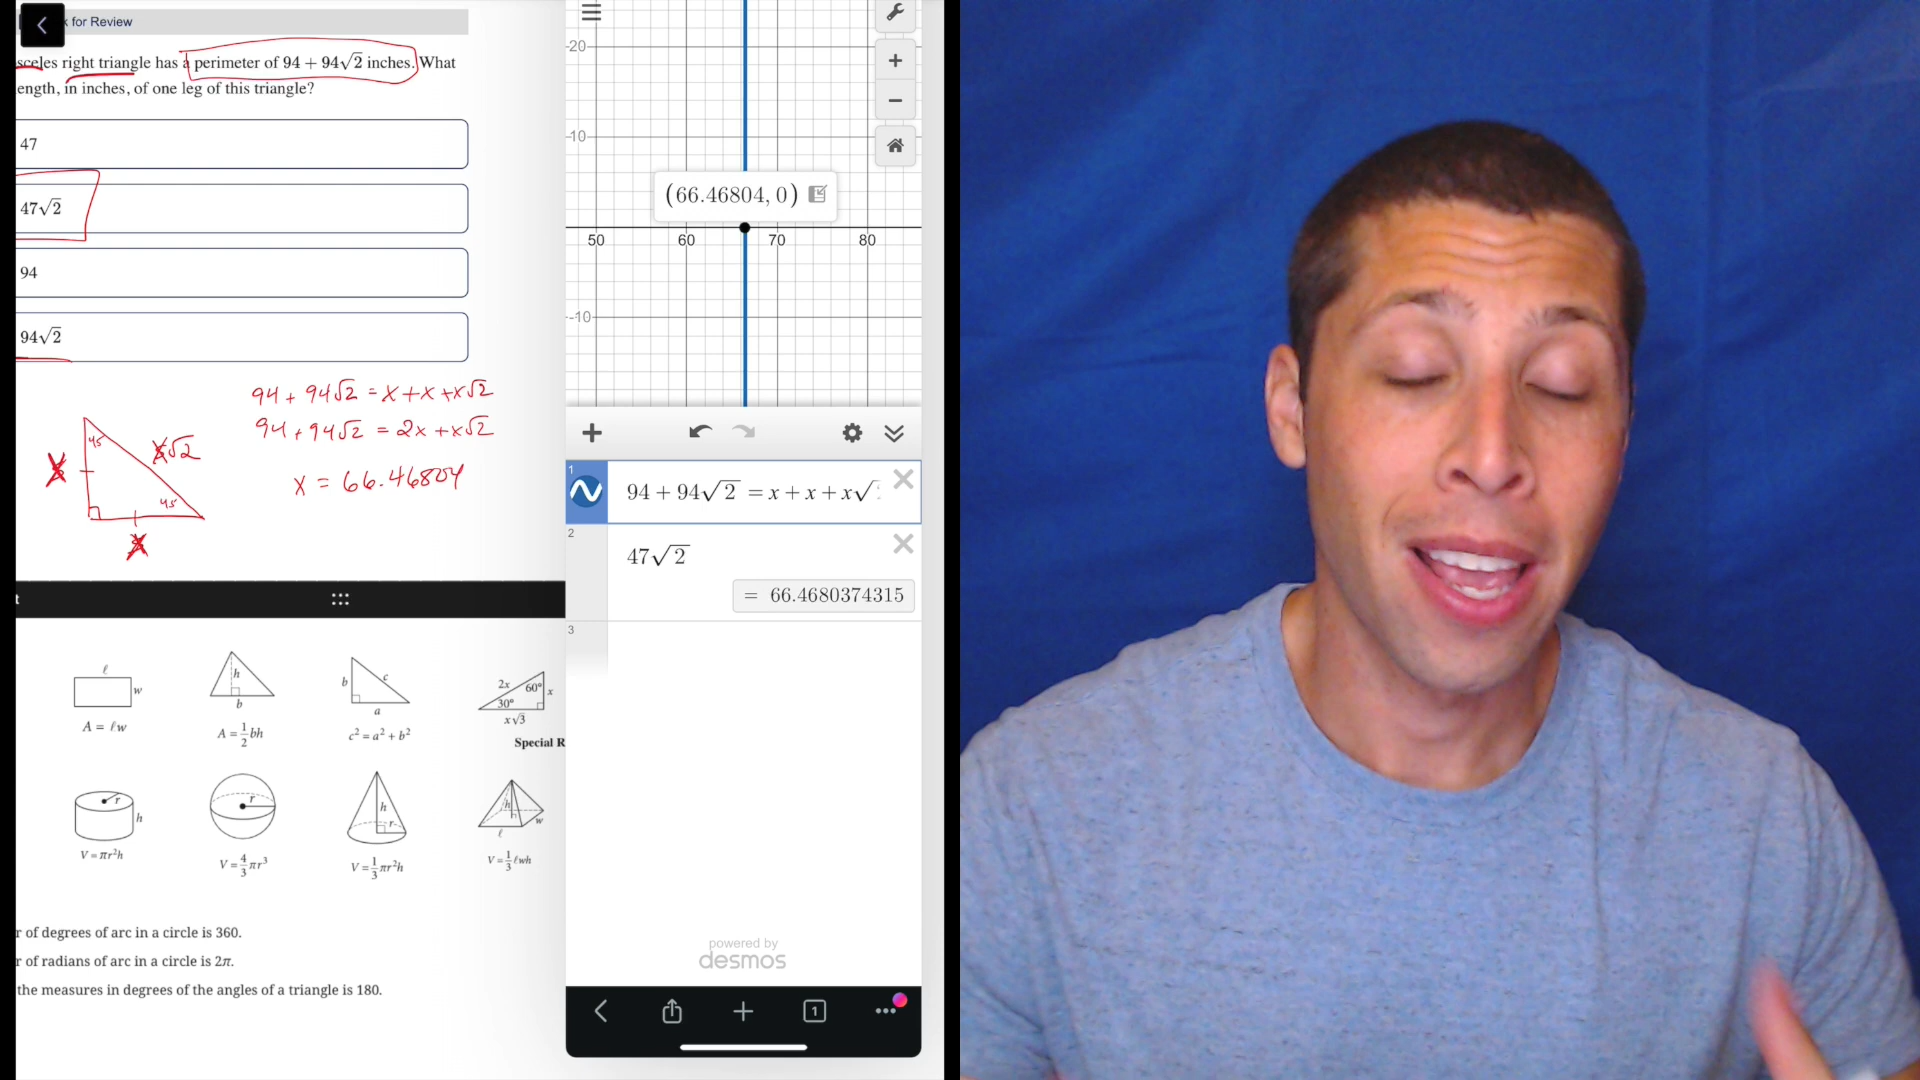 k for Review
sceles right triangle has a perimeter of 94 + 94√2 inches. What
ength, in inches, of one leg of this triangle?
47
47√2
94
94√2
94 + 94√2 = x + x + x√2
94 + 94√2 = 2x + x√2
x = 66.46804
45
x√2
x
45
x
t
ℓ
w
A = ℓw
h
b
A = 1/2 bh
b
c
a
c² = a² + b²
2x
60°
x
30°
x√3
Special R
r
h
V = πr²h
r
V = 4/3 πr³
h
r
V = 1/3 πr²h
h
w
ℓ
V = 1/3 ℓwh
r of degrees of arc in a circle is 360.
r of radians of arc in a circle is 2π.
the measures in degrees of the angles of a triangle is 180.
20
10
(66.46804, 0)
50
60
70
80
-10
1
94 + 94√2 = x + x + x√
2
47√2
= 66.4680374315
3
powered by
desmos
1